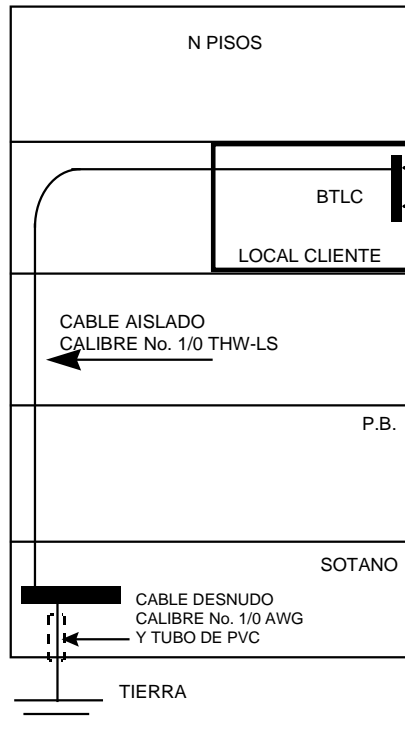 N PISOS
BTLC
LOCAL CLIENTE
CABLE AISLADO
CALIBRE No. 1/0 THW-LS
P.B.
SOTANO
CABLE DESNUDO
CALIBRE No. 1/0 AWG
Y TUBO DE PVC
TIERRA